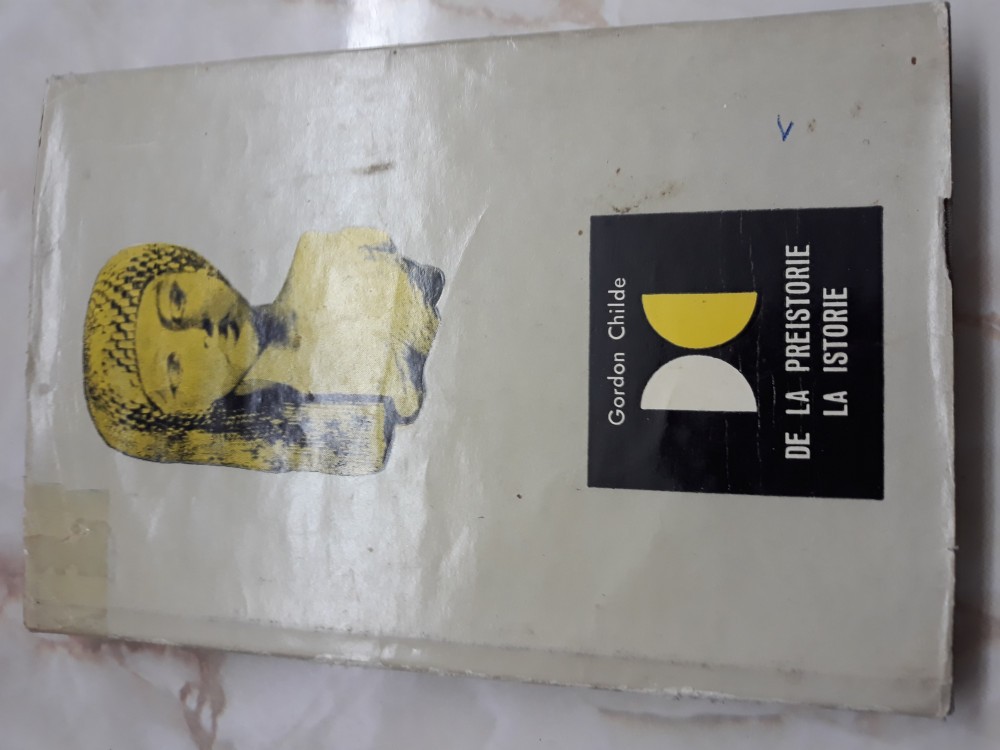 Gordon Childe
DE LA PREISTORIE
LA ISTORIE